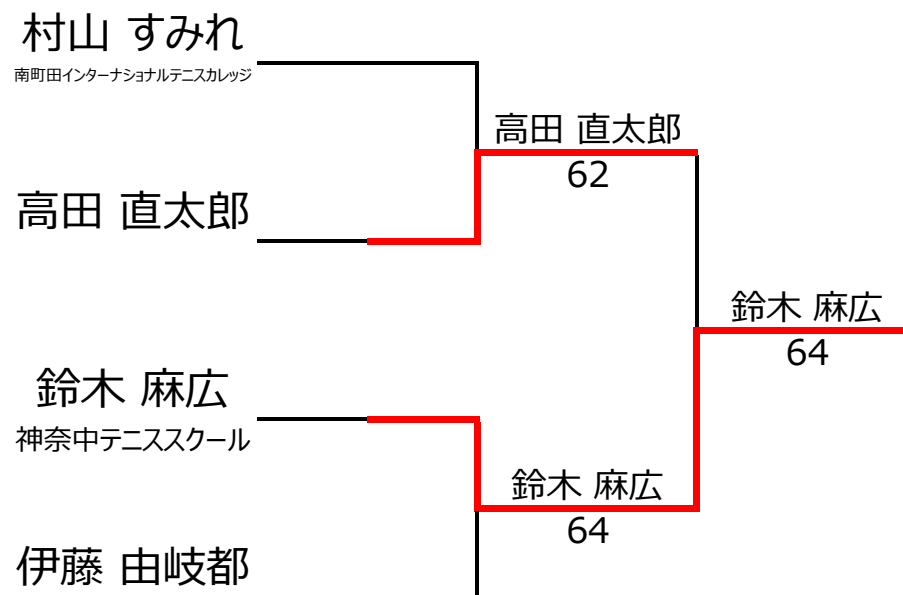 村山 すみれ
南町田インターナショナルテニスカレッジ
高田 直太郎
62
高田 直太郎
鈴木 麻広
64
鈴木 麻広
神奈中テニススクール
鈴木 麻広
64
伊藤 由岐都